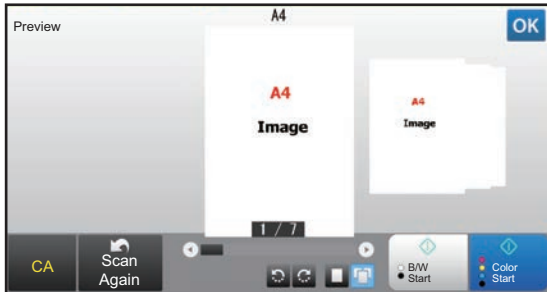 Preview
A4
OK
A4
Image
A4
Image
1 / 7
CA
Scan
Again
B/W
Start
Color
Start